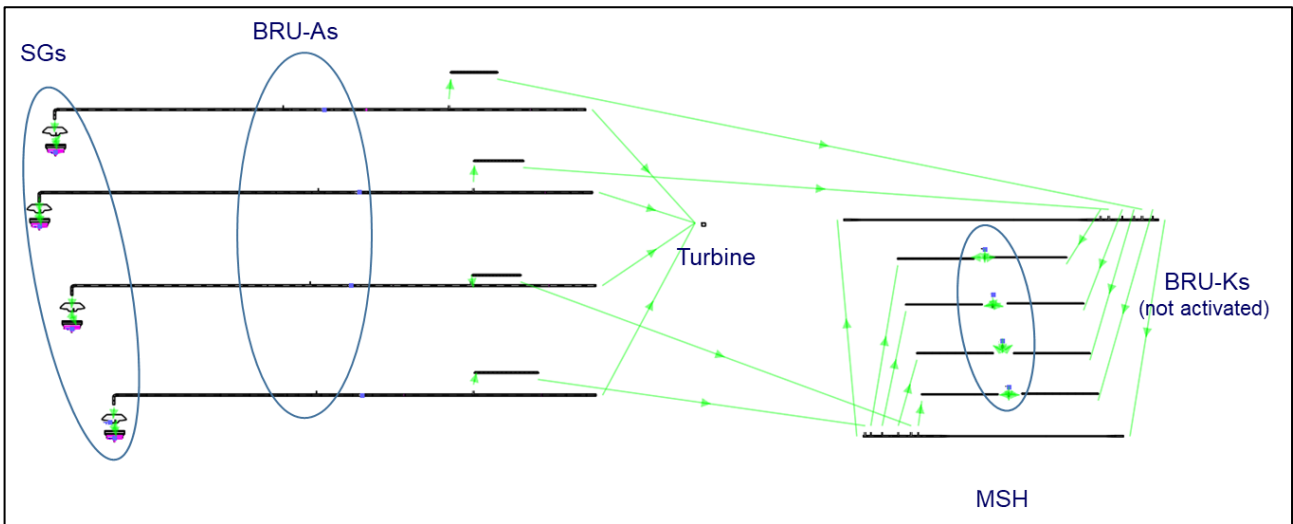 BRU-As
SGs
Turbine
BRU-Ks
(not activated)
MSH